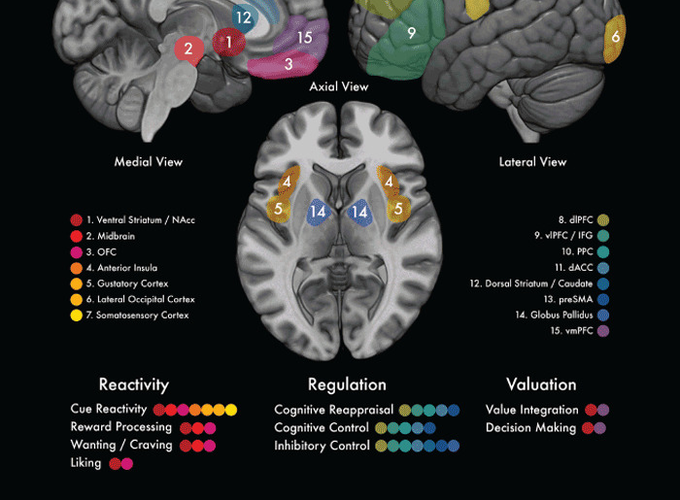 12
1
15
2
3
9
6
Axial View
Medial View
Lateral View
4
4
5
14
14
5
1. Ventral Striatum / NAcc
2. Midbrain
3. OFC
4. Anterior Insula
5. Gustatory Cortex
6. Lateral Occipital Cortex
7. Somatosensory Cortex
8. dlPFC
9. vlPFC / IFG
10. PPC
11. dACC
12. Dorsal Striatum / Caudate
13. preSMA
14. Globus Pallidus
15. vmPFC
Reactivity
Cue Reactivity
Reward Processing
Wanting / Craving
Liking
Regulation
Cognitive Reappraisal
Cognitive Control
Inhibitory Control
Valuation
Value Integration
Decision Making